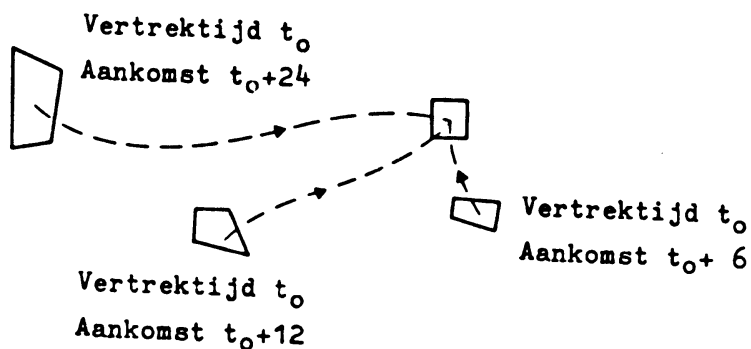 Vertrektijd t₀
Aankomst t₀+24
Vertrektijd t₀
Aankomst t₀+ 6
Vertrektijd t₀
Aankomst t₀+12